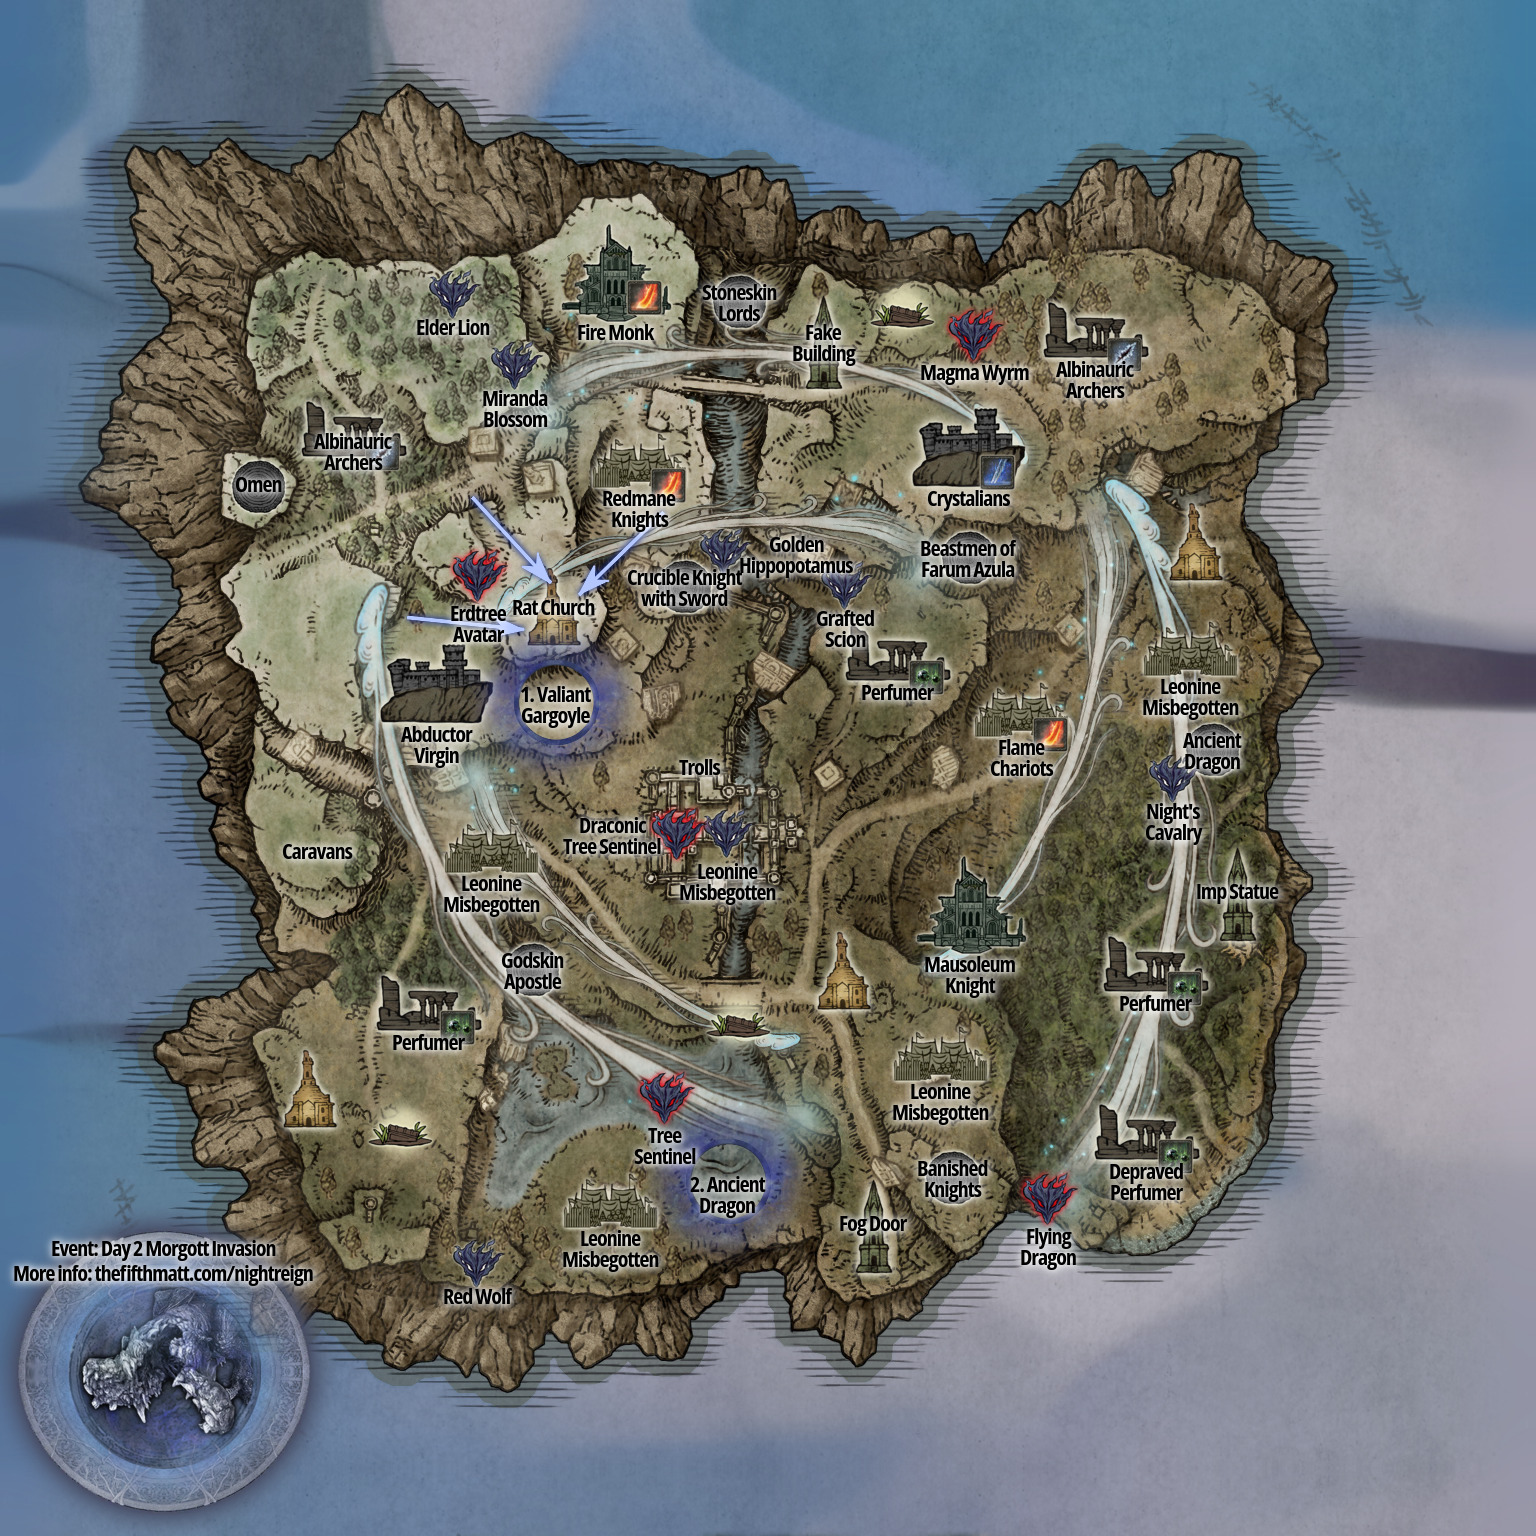 Stoneskin
Lords
Elder Lion
Fire Monk
Fake
Building
Magma Wyrm
Albinauric
Archers
Miranda
Blossom
Albinauric
Archers
Omen
Redmane
Knights
Crystalians
Golden
Hippopotamus
Beastmen of
Farum Azula
Crucible Knight
with Sword
Erdtree
Avatar
Rat Church
Grafted
Scion
Perfumer
Leonine
Misbegotten
1. Valiant
Gargoyle
Abductor
Virgin
Flame
Chariots
Ancient
Dragon
Trolls
Night's
Cavalry
Draconic
Tree Sentinel
Caravans
Leonine
Misbegotten
Leonine
Misbegotten
Imp Statue
Godskin
Apostle
Mausoleum
Knight
Perfumer
Perfumer
Leonine
Misbegotten
Tree
Sentinel
Banished
Knights
Depraved
Perfumer
2. Ancient
Dragon
Fog Door
Leonine
Misbegotten
Flying
Dragon
Red Wolf
Event: Day 2 Morgott Invasion
More info: thefifthmatt.com/nightreign